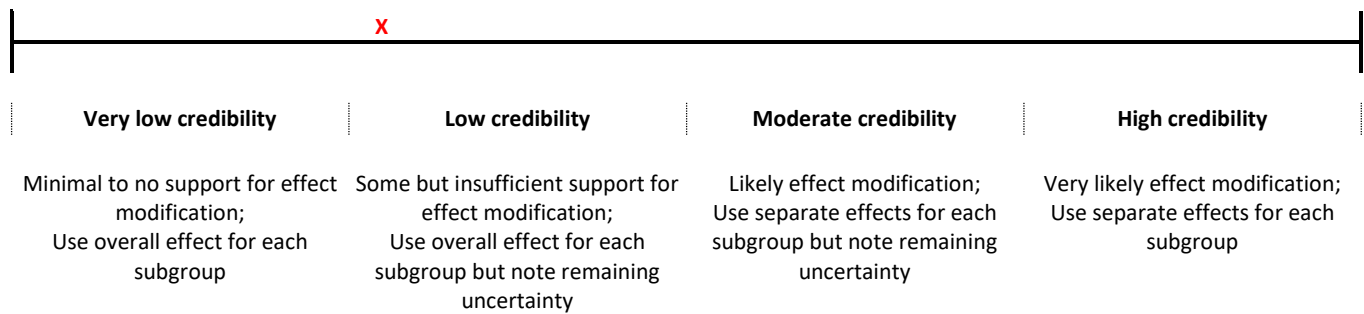 X
Very low credibility
Low credibility
Moderate credibility
High credibility
Minimal to no support for effect
modification;
Use overall effect for each
subgroup
Some but insufficient support for
effect modification;
Use overall effect for each
subgroup but note remaining
uncertainty
Likely effect modification;
Use separate effects for each
subgroup but note remaining
uncertainty
Very likely effect modification;
Use separate effects for each
subgroup